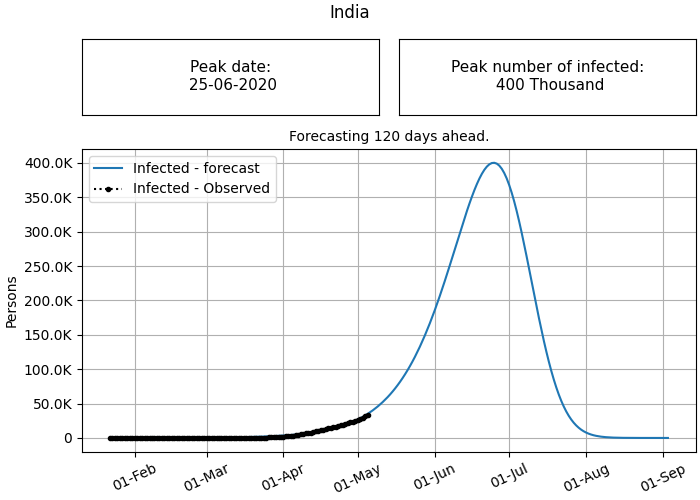 India
Peak date:
25-06-2020
Peak number of infected:
400 Thousand
Forecasting 120 days ahead.
Infected - forecast
Infected - Observed
400.0K
350.0K
300.0K
250.0K
200.0K
150.0K
100.0K
50.0K
0
Persons
01-Feb
01-Mar
01-Apr
01-May
01-Jun
01-Jul
01-Aug
01-Sep